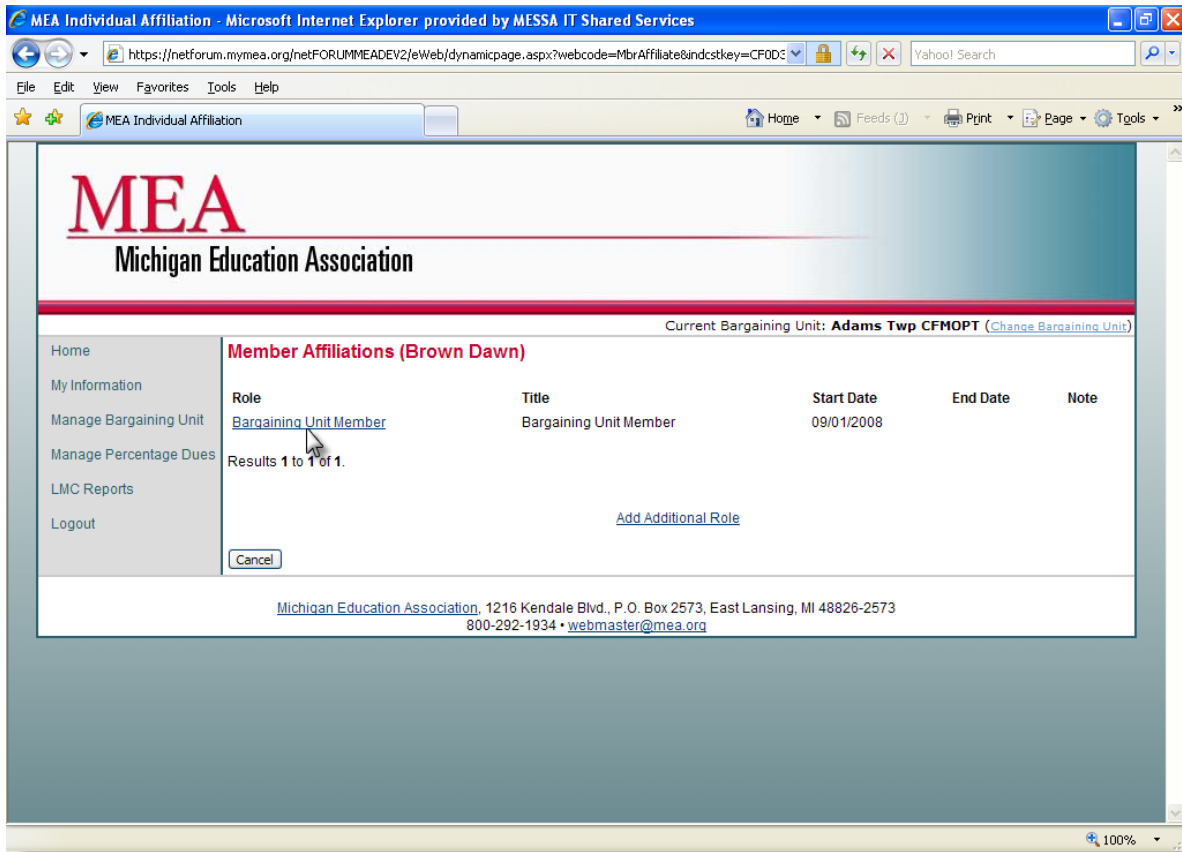 MEA Individual Affiliation - Microsoft Internet Explorer provided by MESSA IT Shared Services
https://netforum.mymea.org/netFORUMMEADEV2/eWeb/dynamicpage.aspx?webcode=MbrAffiliate&indcstkey=CF0D3
Yahoo! Search
File Edit View Favorites Tools Help
MEA Individual Affiliation
Home Feeds (J) Print Page Tools »
MEA
Michigan Education Association
Current Bargaining Unit: Adams Twp CFMOPT (Change Bargaining Unit)
Home
My Information
Manage Bargaining Unit
Manage Percentage Dues
LMC Reports
Logout
Member Affiliations (Brown Dawn)
Role Title Start Date End Date Note
Bargaining Unit Member Bargaining Unit Member 09/01/2008
Results 1 to 1 of 1.
Add Additional Role
Cancel
Michigan Education Association, 1216 Kendale Blvd., P.O. Box 2573, East Lansing, MI 48826-2573
800-292-1934 • webmaster@mea.org
100%